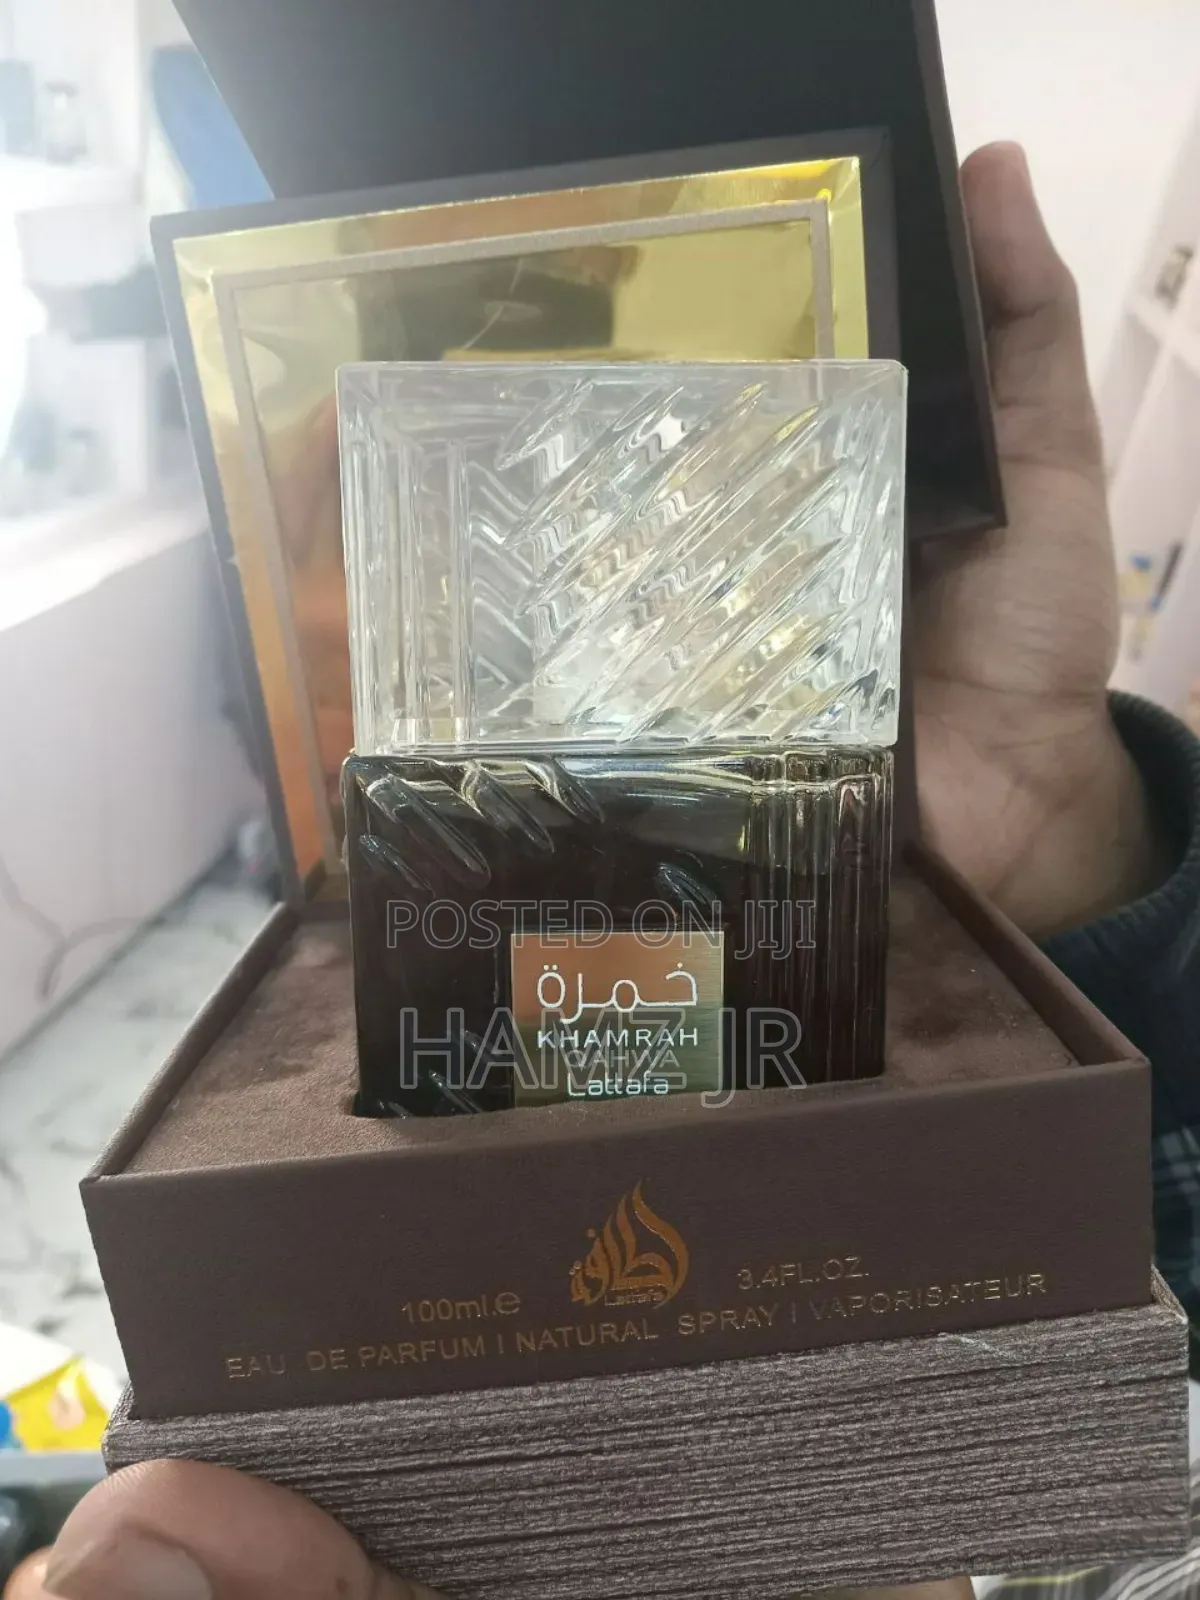 POSTED ON JIJI
خمرة
KHAMRAH
QAHWA
Lattafa
HAMZ JR
لطافة
Lattafa
100ml.e
3.4FL.OZ.
EAU DE PARFUM | NATURAL SPRAY | VAPORISATEUR